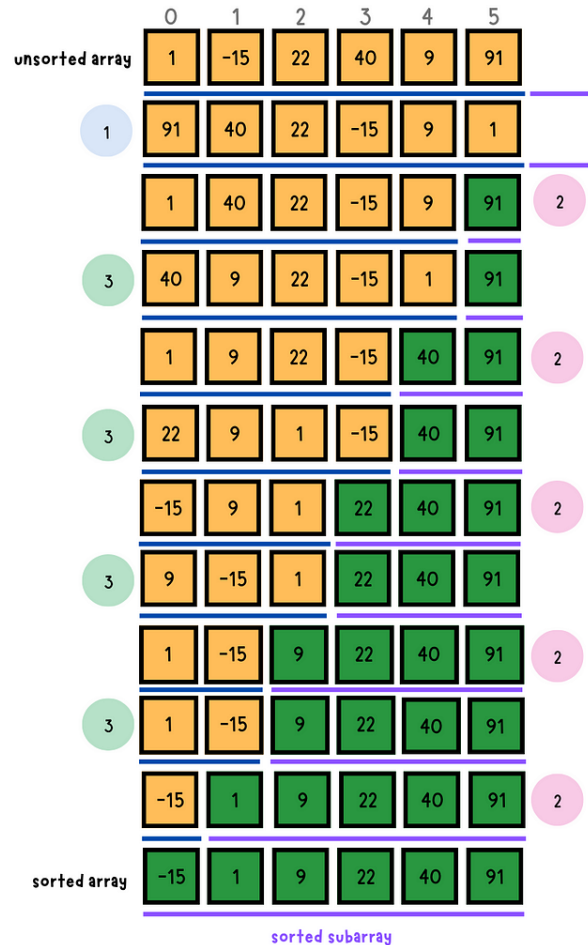 0 1 2 3 4 5
unsorted array 1 -15 22 40 9 91
1 91 40 22 -15 9 1
1 40 22 -15 9 91 2
3 40 9 22 -15 1 91
1 9 22 -15 40 91 2
3 22 9 1 -15 40 91
-15 9 1 22 40 91 2
3 9 -15 1 22 40 91
1 -15 9 22 40 91 2
3 1 -15 9 22 40 91
-15 1 9 22 40 91 2
sorted array -15 1 9 22 40 91
sorted subarray